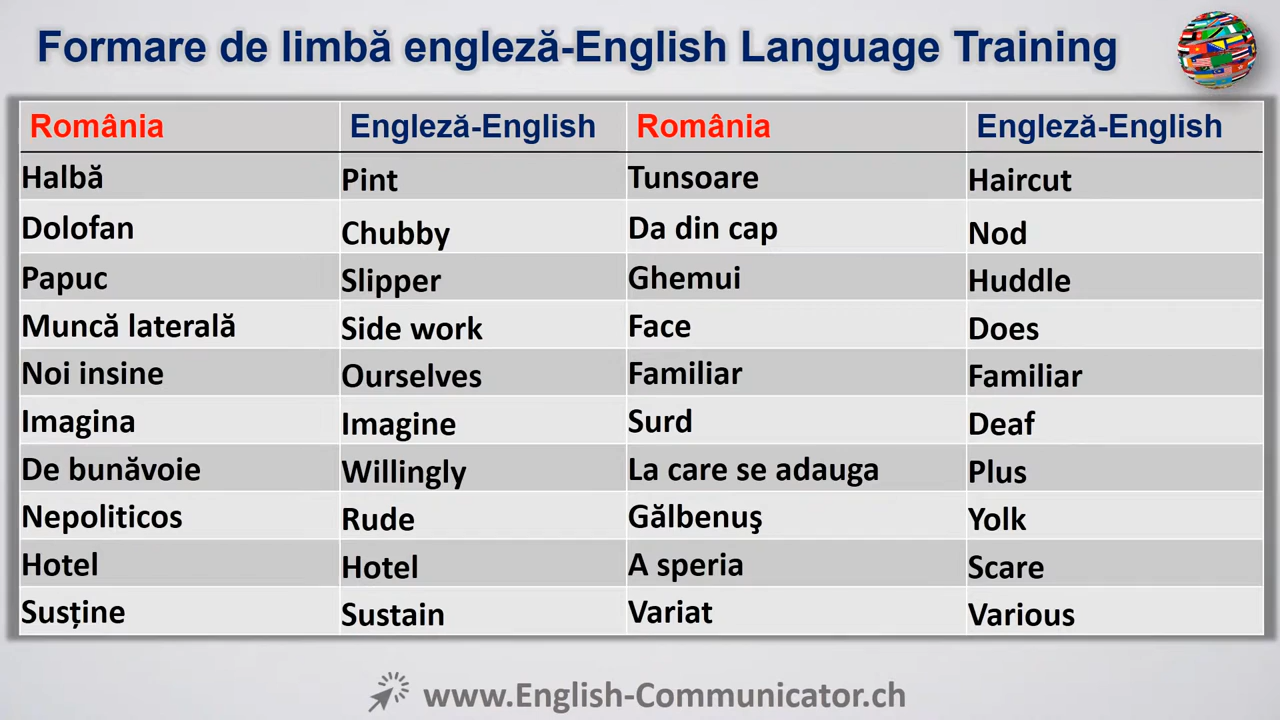 Formare de limbă engleză-English Language Training
România Engleză-English România Engleză-English
Halbă Pint Tunsoare Haircut
Dolofan Chubby Da din cap Nod
Papuc Slipper Ghemui Huddle
Muncă laterală Side work Face Does
Noi insine Ourselves Familiar Familiar
Imagina Imagine Surd Deaf
De bunăvoie Willingly La care se adauga Plus
Nepoliticos Rude Gălbenuş Yolk
Hotel Hotel A speria Scare
Susține Sustain Variat Various
www.English-Communicator.ch